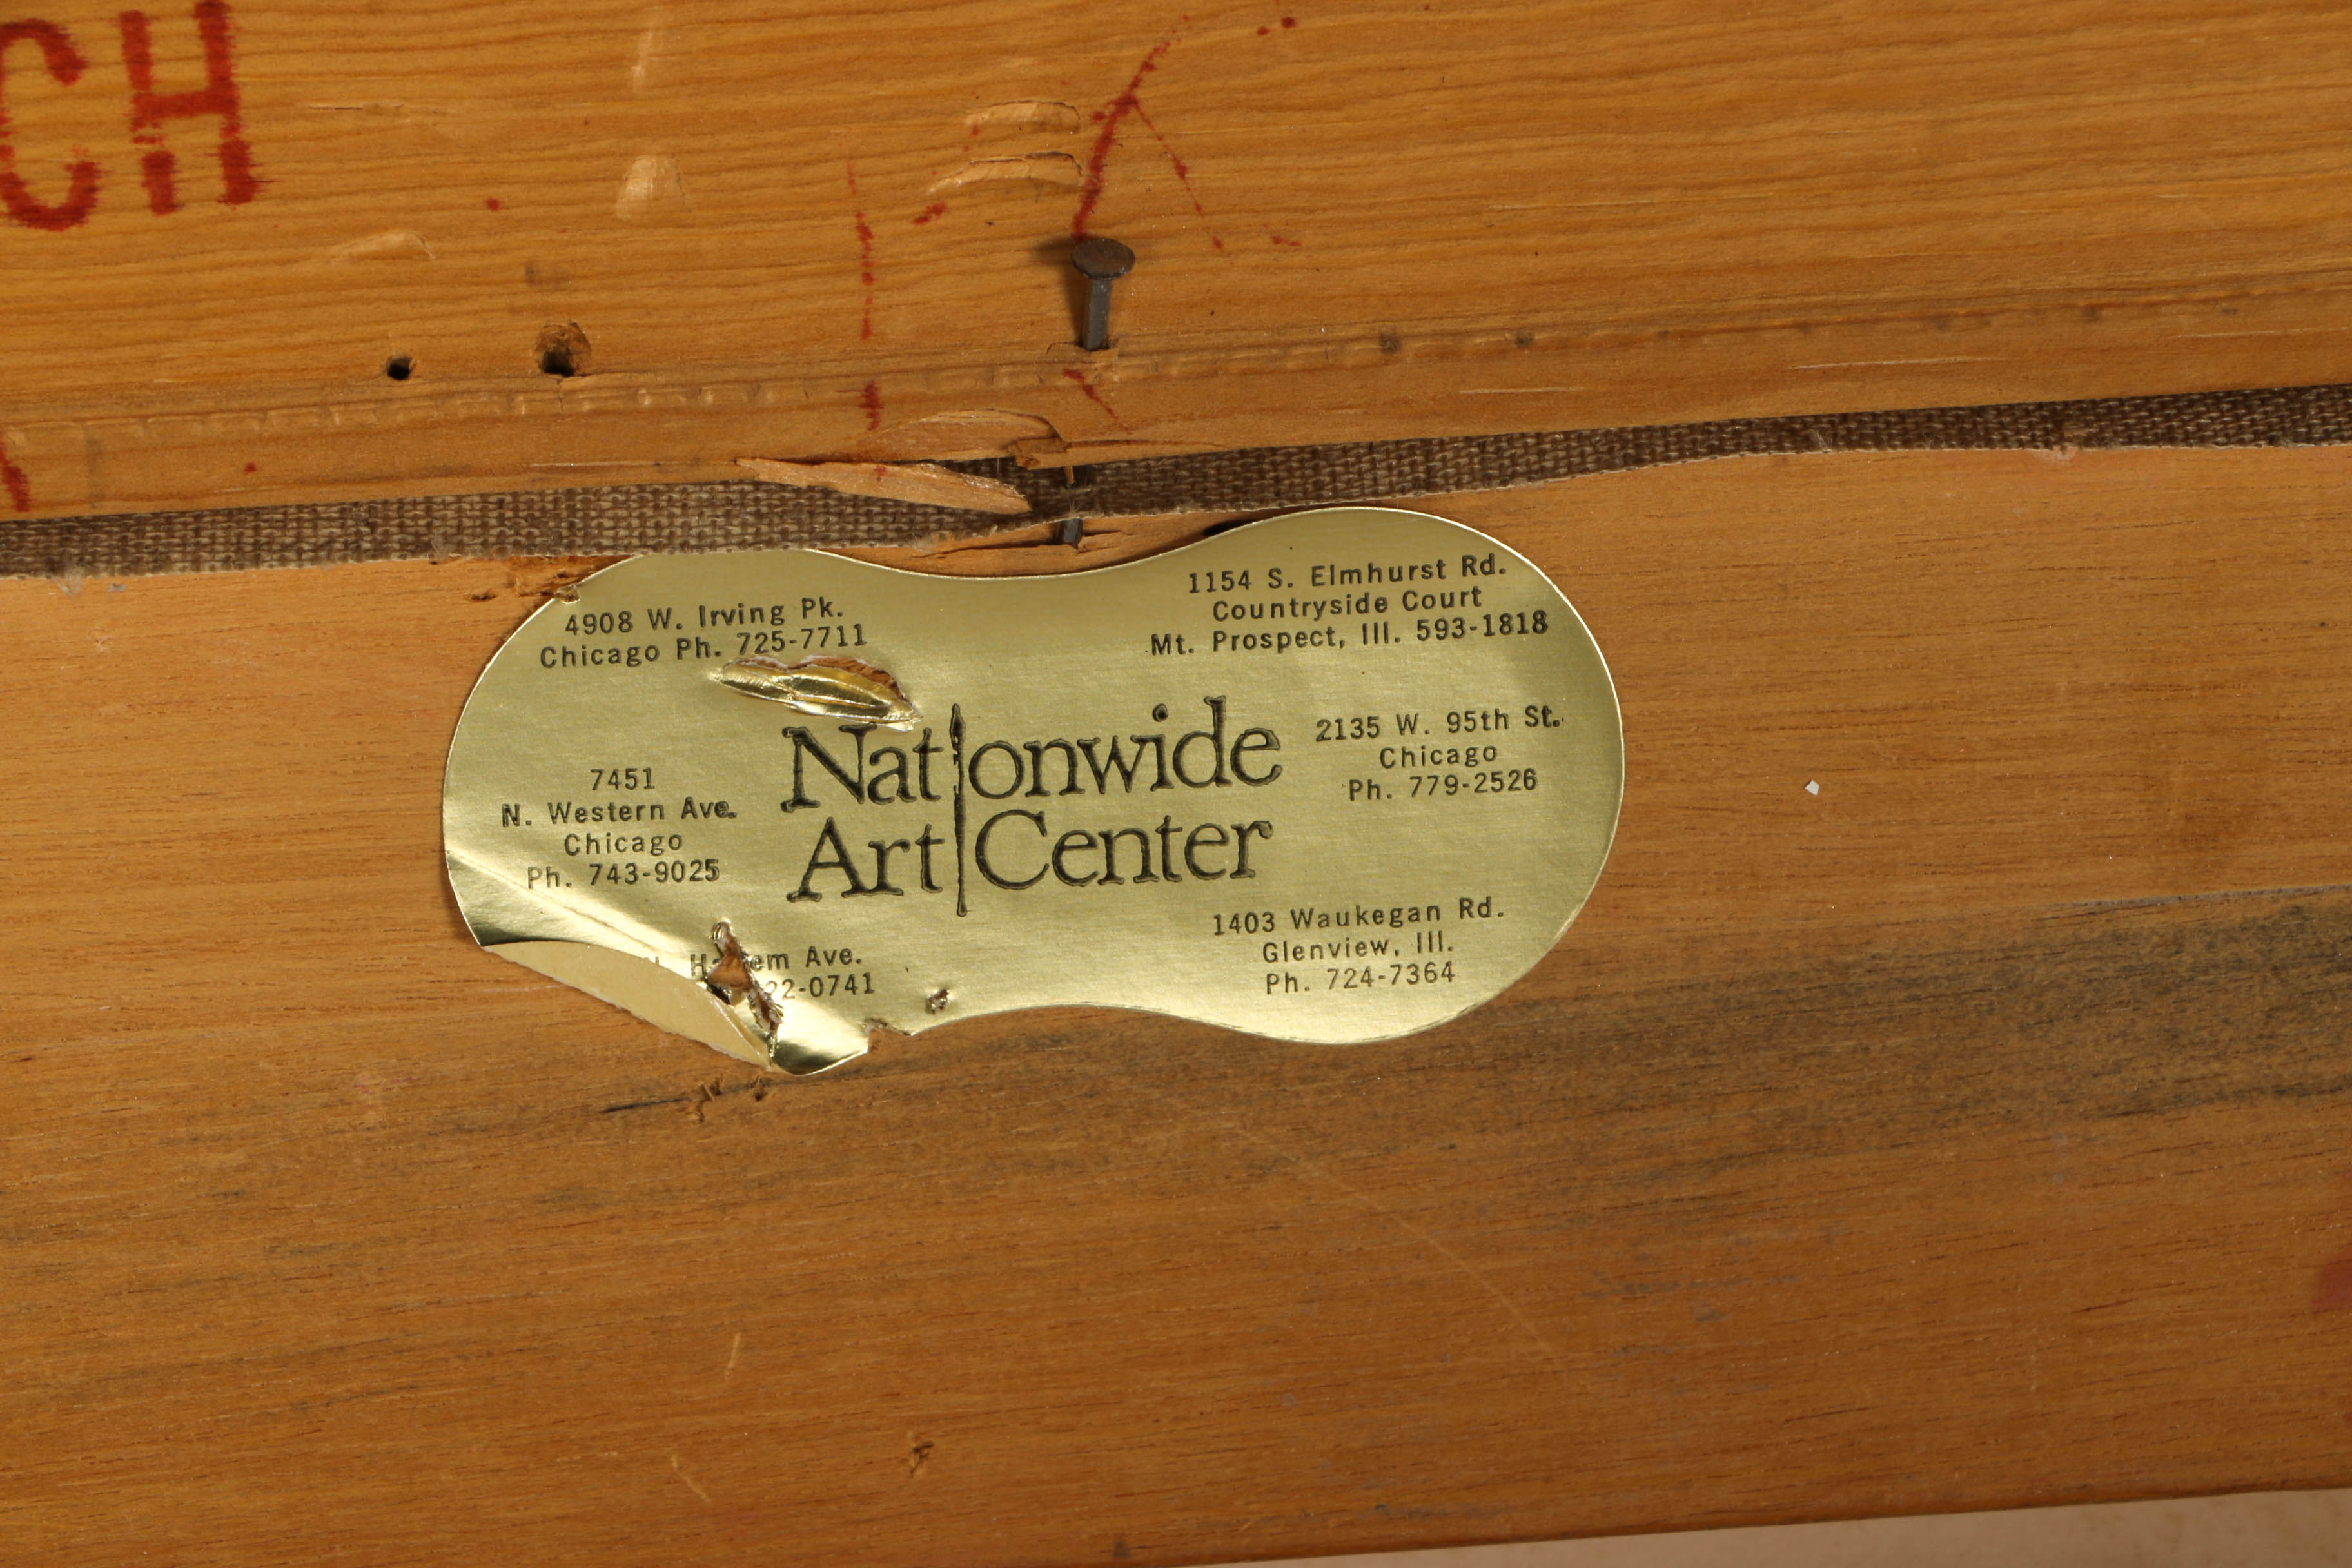 CH
4908 W. Irving Pk.
Chicago Ph. 725-7711
1154 S. Elmhurst Rd.
Countryside Court
Mt. Prospect, Ill. 593-1818
Nationwide
Art Center
2135 W. 95th St.
Chicago
Ph. 779-2526
7451
N. Western Ave.
Chicago
Ph. 743-9025
Ave.
22-0741
1403 Waukegan Rd.
Glenview, Ill.
Ph. 724-7364